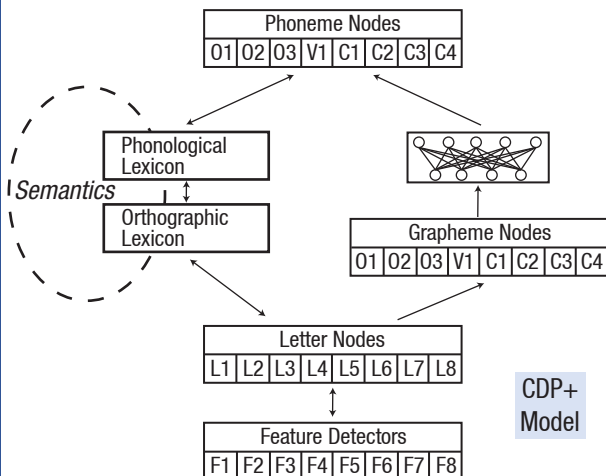 Phoneme Nodes
O1 O2 O3 V1 C1 C2 C3 C4
Phonological
Lexicon
Semantics
Orthographic
Lexicon
Grapheme Nodes
O1 O2 O3 V1 C1 C2 C3 C4
Letter Nodes
L1 L2 L3 L4 L5 L6 L7 L8
CDP+
Model
Feature Detectors
F1 F2 F3 F4 F5 F6 F7 F8